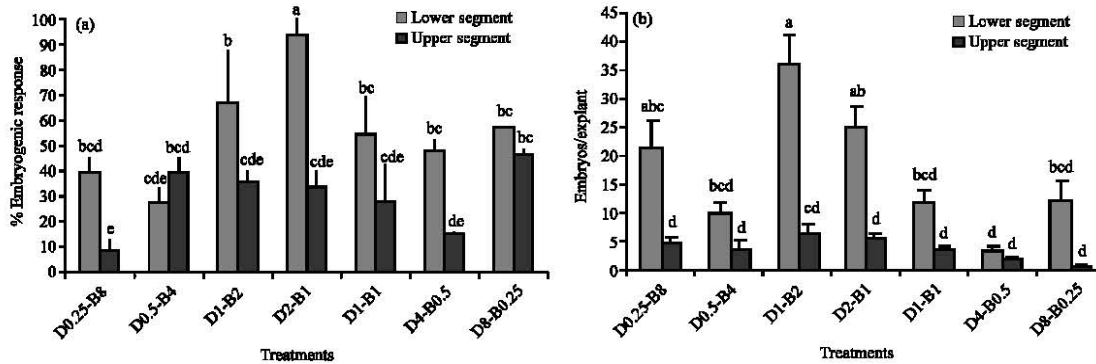 (a)
Lower segment
Upper segment
% Embryogenic response
100
90
80
70
60
50
40
30
20
10
0
bcd
e
cde
bcd
b
cde
a
cde
bc
cde
bc
de
bc
bc
D0.25-B8
D0.5-B4
D1-B2
D2-B1
D1-B1
D4-B0.5
D8-B0.25
Treatments
(b)
Lower segment
Upper segment
Embryos/explant
45
40
35
30
25
20
15
10
5
0
abc
d
bcd
d
a
cd
ab
d
bcd
d
d
d
bcd
d
D0.25-B8
D0.5-B4
D1-B2
D2-B1
D1-B1
D4-B0.5
D8-B0.25
Treatments